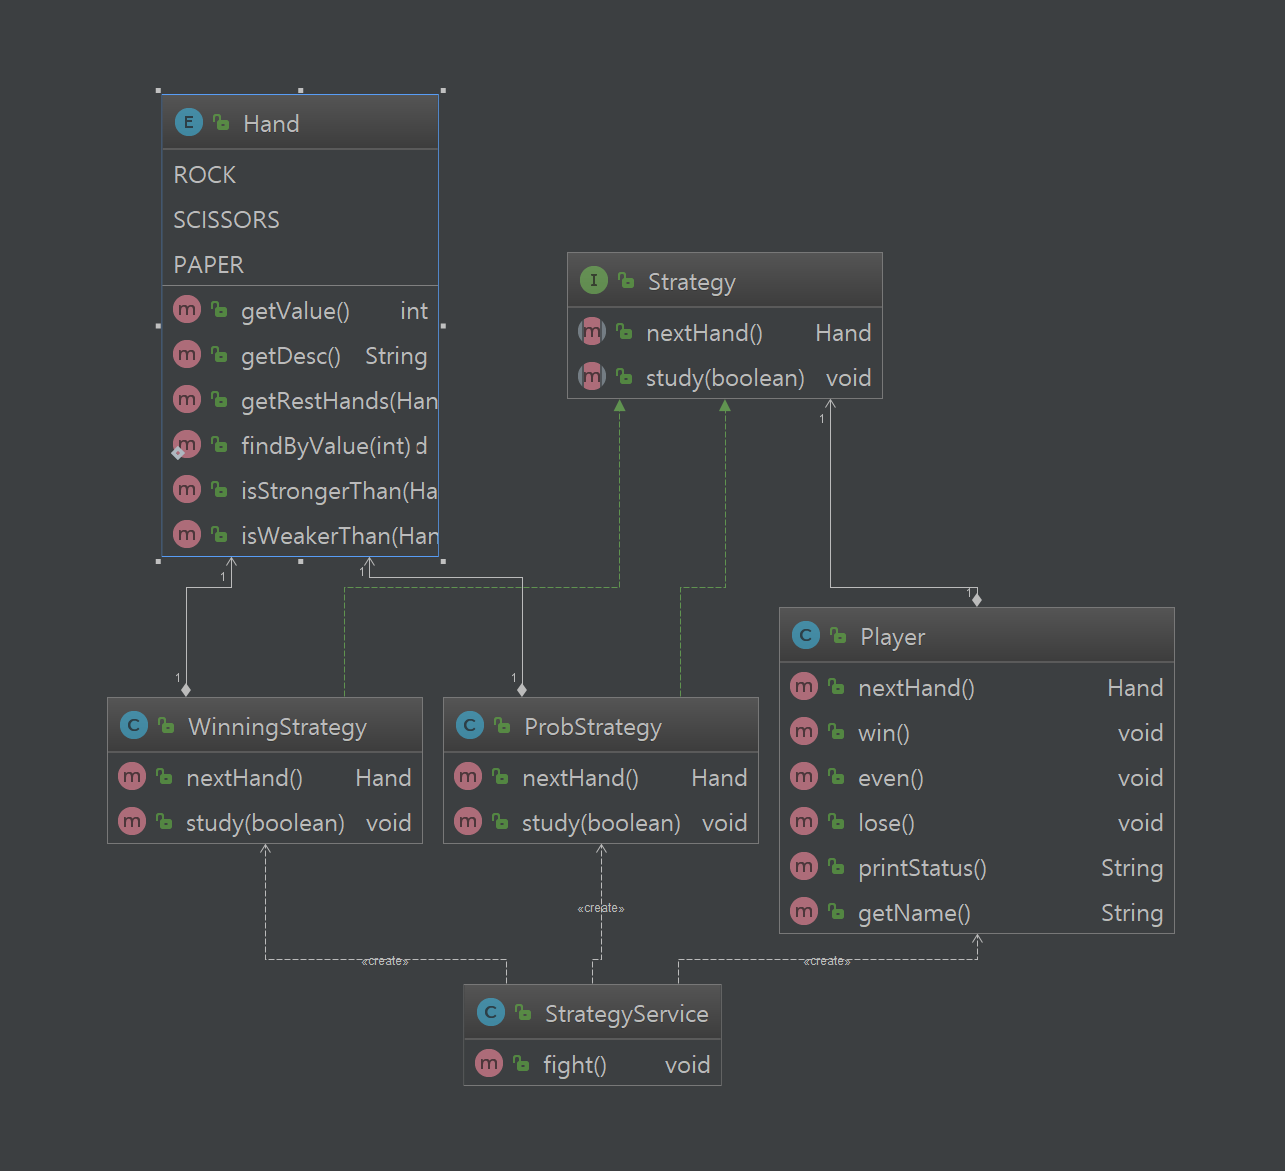 E Hand
ROCK
SCISSORS
PAPER
m getValue() int
m getDesc() String
m getRestHands(Han
m findByValue(int) d
m isStrongerThan(Ha
m isWeakerThan(Han
I Strategy
m nextHand() Hand
m study(boolean) void
1
1
1
1
1
1
C Player
m nextHand() Hand
m win() void
m even() void
m lose() void
m printStatus() String
m getName() String
C WinningStrategy
m nextHand() Hand
m study(boolean) void
C ProbStrategy
m nextHand() Hand
m study(boolean) void
«create»
«create»
«create»
C StrategyService
m fight() void